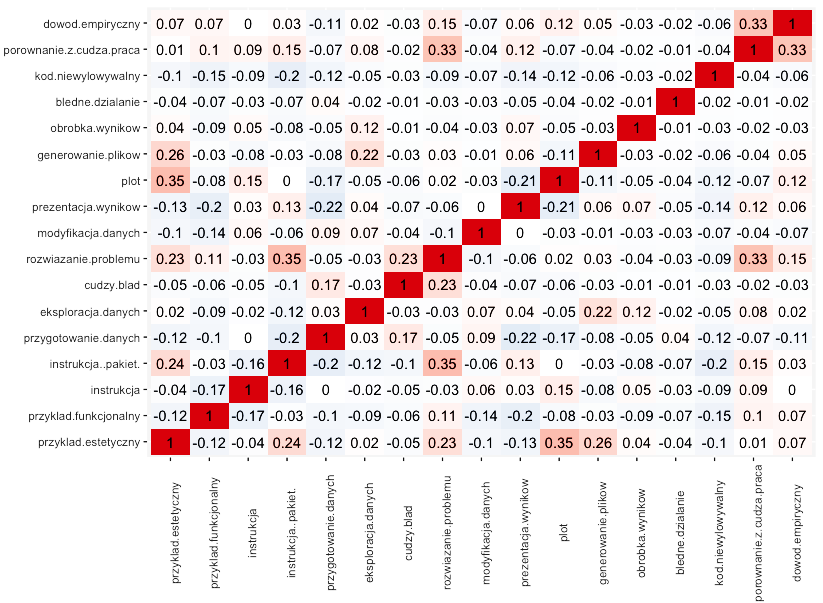 dowod.empiryczny 0.07 0.07 0 0.03 -0.11 0.02 -0.03 0.15 -0.07 0.06 0.12 0.05 -0.03 -0.02 -0.06 0.33 1
porownanie.z.cudza.praca 0.01 0.1 0.09 0.15 -0.07 0.08 -0.02 0.33 -0.04 0.12 -0.07 -0.04 -0.02 -0.01 -0.04 1 0.33
kod.niewylowywalny -0.1 -0.15 -0.09 -0.2 -0.12 -0.05 -0.03 -0.09 -0.07 -0.14 -0.12 -0.06 -0.03 -0.02 1 -0.04 -0.06
bledne.dzialanie -0.04 -0.07 -0.03 -0.07 0.04 -0.02 -0.01 -0.03 -0.03 -0.05 -0.04 -0.02 -0.01 1 -0.02 -0.01 -0.02
obrobka.wynikow 0.04 -0.09 0.05 -0.08 -0.05 0.12 -0.01 -0.04 -0.03 0.07 -0.05 -0.03 1 -0.01 -0.03 -0.02 -0.03
generowanie.plikow 0.26 -0.03 -0.08 -0.03 -0.08 0.22 -0.03 0.03 -0.01 0.06 -0.11 1 -0.03 -0.02 -0.06 -0.04 0.05
plot 0.35 -0.08 0.15 0 -0.17 -0.05 -0.06 0.02 -0.03 -0.21 1 -0.11 -0.05 -0.04 -0.12 -0.07 0.12
prezentacja.wynikow -0.13 -0.2 0.03 0.13 -0.22 0.04 -0.07 -0.06 0 1 -0.21 0.06 0.07 -0.05 -0.14 0.12 0.06
modyfikacja.danych -0.1 -0.14 0.06 -0.06 0.09 0.07 -0.04 -0.1 1 0 -0.03 -0.01 -0.03 -0.03 -0.07 -0.04 -0.07
rozwiazanie.problemu 0.23 0.11 -0.03 0.35 -0.05 -0.03 0.23 1 -0.1 -0.06 0.02 0.03 -0.04 -0.03 -0.09 0.33 0.15
cudzy.blad -0.05 -0.06 -0.05 -0.1 0.17 -0.03 1 0.23 -0.04 -0.07 -0.06 -0.03 -0.01 -0.01 -0.03 -0.02 -0.03
eksploracja.danych 0.02 -0.09 -0.02 -0.12 0.03 1 -0.03 -0.03 0.07 0.04 -0.05 0.22 0.12 -0.02 -0.05 0.08 0.02
przygotowanie.danych -0.12 -0.1 0 -0.2 1 0.03 0.17 -0.05 0.09 -0.22 -0.17 -0.08 -0.05 0.04 -0.12 -0.07 -0.11
instrukcja..pakiet. 0.24 -0.03 -0.16 1 -0.2 -0.12 -0.1 0.35 -0.06 0.13 0 -0.03 -0.08 -0.07 -0.2 0.15 0.03
instrukcja -0.04 -0.17 1 -0.16 0 -0.02 -0.05 -0.03 0.06 0.03 0.15 -0.08 0.05 -0.03 -0.09 0.09 0
przyklad.funkcjonalny -0.12 1 -0.17 -0.03 -0.1 -0.09 -0.06 0.11 -0.14 -0.2 -0.08 -0.03 -0.09 -0.07 -0.15 0.1 0.07
przyklad.estetyczny 1 -0.12 -0.04 0.24 -0.12 0.02 -0.05 0.23 -0.1 -0.13 0.35 0.26 0.04 -0.04 -0.1 0.01 0.07
przyklad.estetyczny
przyklad.funkcjonalny
instrukcja
instrukcja..pakiet.
przygotowanie.danych
eksploracja.danych
cudzy.blad
rozwiazanie.problemu
modyfikacja.danych
prezentacja.wynikow
plot
generowanie.plikow
obrobka.wynikow
bledne.dzialanie
kod.niewylowywalny
porownanie.z.cudza.praca
dowod.empiryczny